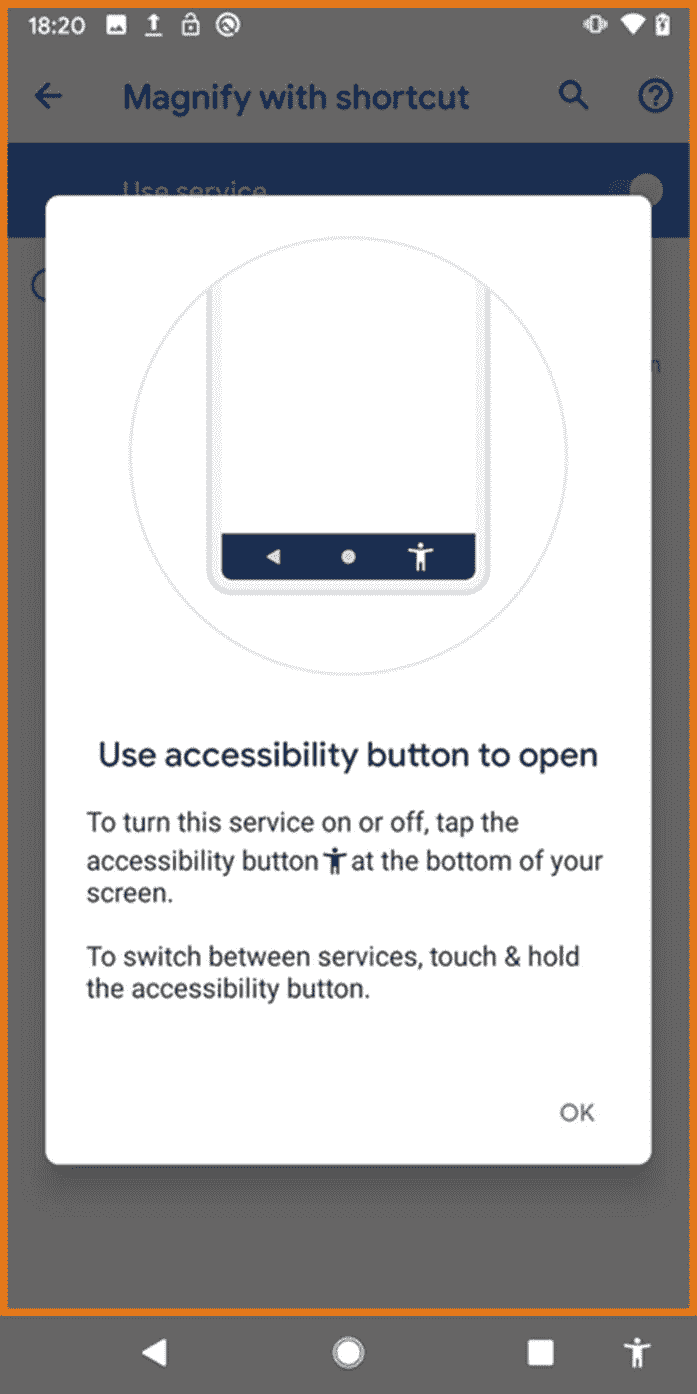 18:20
Magnify with shortcut
Use service
Use accessibility button to open
To turn this service on or off, tap the
accessibility button at the bottom of your
screen.
To switch between services, touch & hold
the accessibility button.
OK